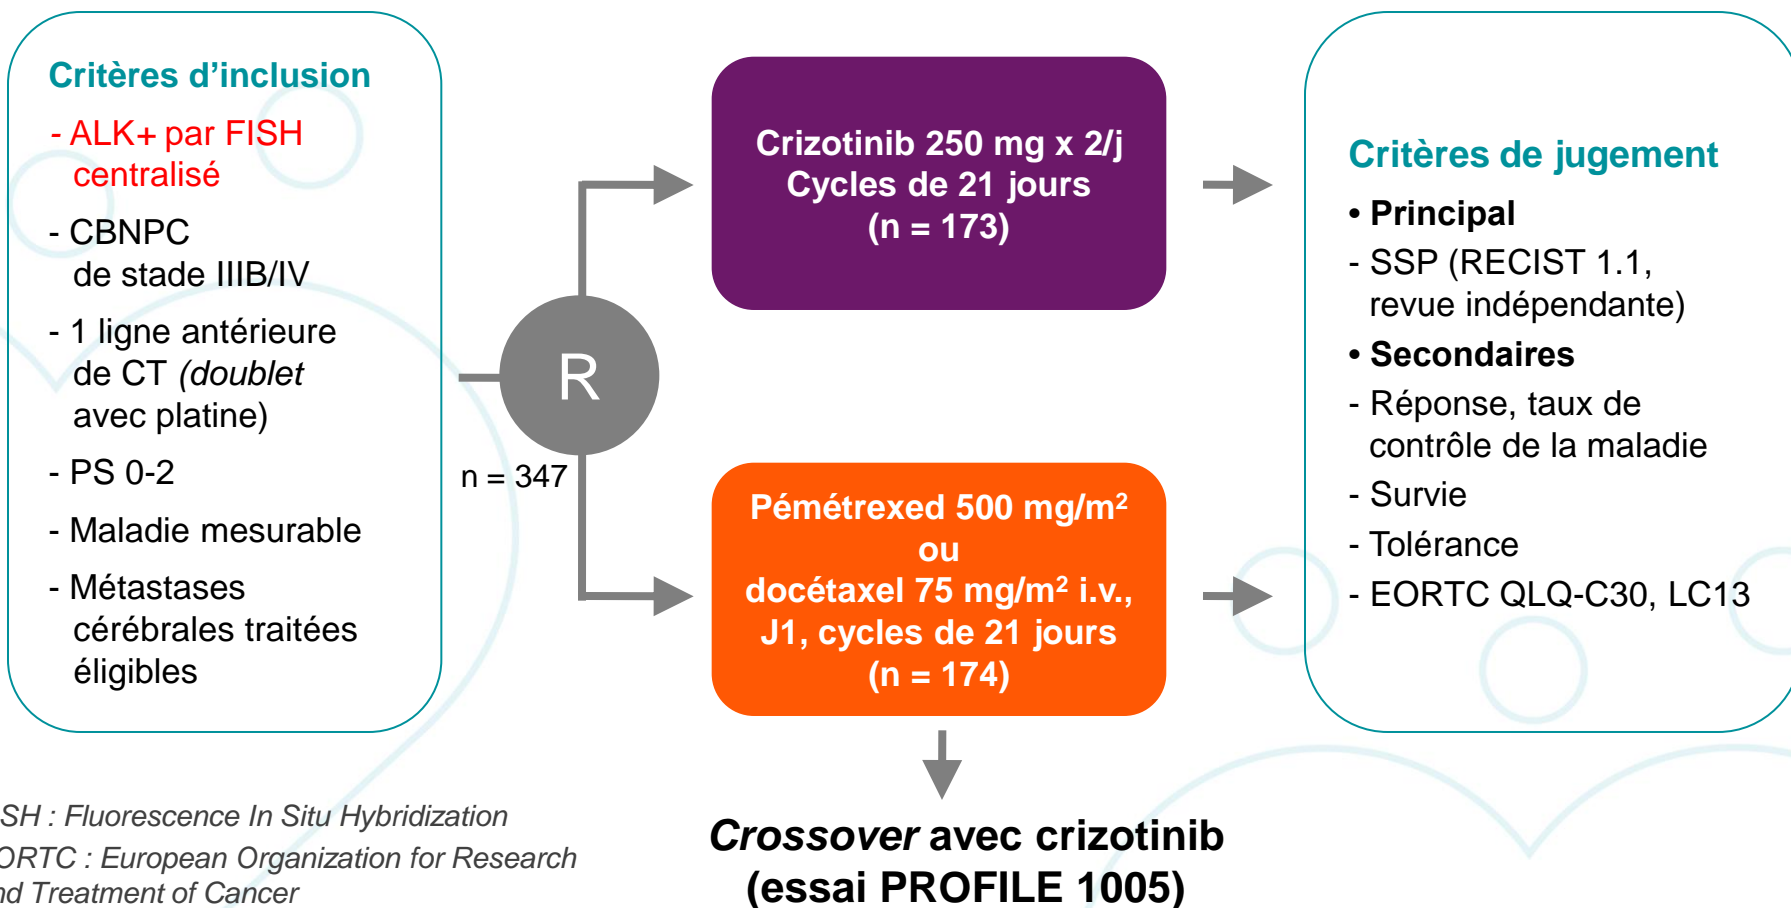 Critères d’inclusion
- ALK+ par FISH
centralisé
- CBNPC
de stade IIIB/IV
- 1 ligne antérieure
de CT (doublet
avec platine)
- PS 0-2
- Maladie mesurable
- Métastases
cérébrales traitées
éligibles
R
n = 347
Crizotinib 250 mg x 2/j
Cycles de 21 jours
(n = 173)
Pémétrexed 500 mg/m²
ou
docétaxel 75 mg/m² i.v.,
J1, cycles de 21 jours
(n = 174)
Crossover avec crizotinib
(essai PROFILE 1005)
Critères de jugement
• Principal
- SSP (RECIST 1.1,
revue indépendante)
• Secondaires
- Réponse, taux de
contrôle de la maladie
- Survie
- Tolérance
- EORTC QLQ-C30, LC13
ISH : Fluorescence In Situ Hybridization
ORTC : European Organization for Research
nd Treatment of Cancer